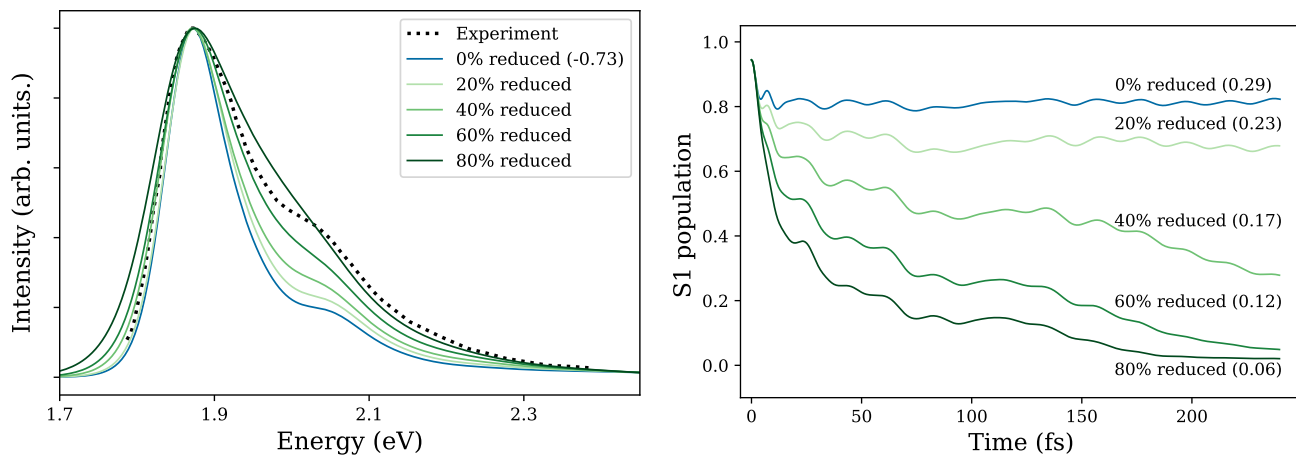 Intensity (arb. units.)
Experiment
0% reduced (-0.73)
20% reduced
40% reduced
60% reduced
80% reduced
1.7
1.9
2.1
2.3
Energy (eV)
S1 population
1.0
0.8
0.6
0.4
0.2
0.0
0% reduced (0.29)
20% reduced (0.23)
40% reduced (0.17)
60% reduced (0.12)
80% reduced (0.06)
0
50
100
150
200
Time (fs)